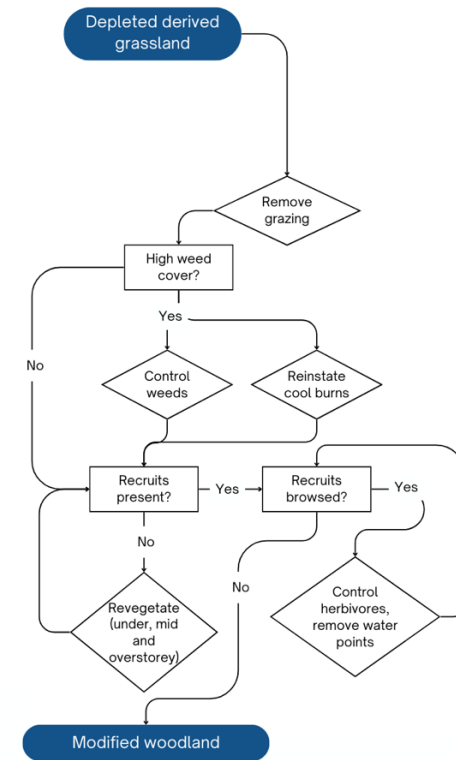 Depleted derived
grassland
Remove
grazing
High weed
cover?
Yes
No
Control
weeds
Reinstate
cool burns
Recruits
present?
Yes
Recruits
browsed?
Yes
No
No
Revegetate
(under, mid
and
overstorey)
Control
herbivores,
remove water
points
Modified woodland